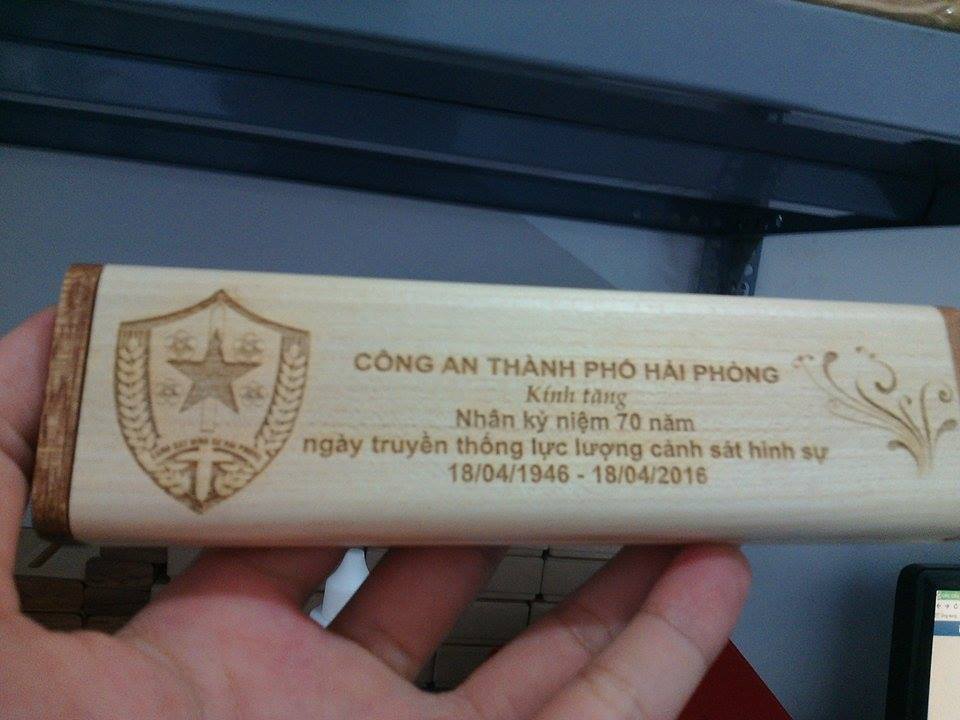 CÔNG AN THÀNH PHỐ HẢI PHÒNG
Kính tặng
Nhân kỷ niệm 70 năm
ngày truyền thống lực lượng cảnh sát hình sự
18/04/1946 - 18/04/2016